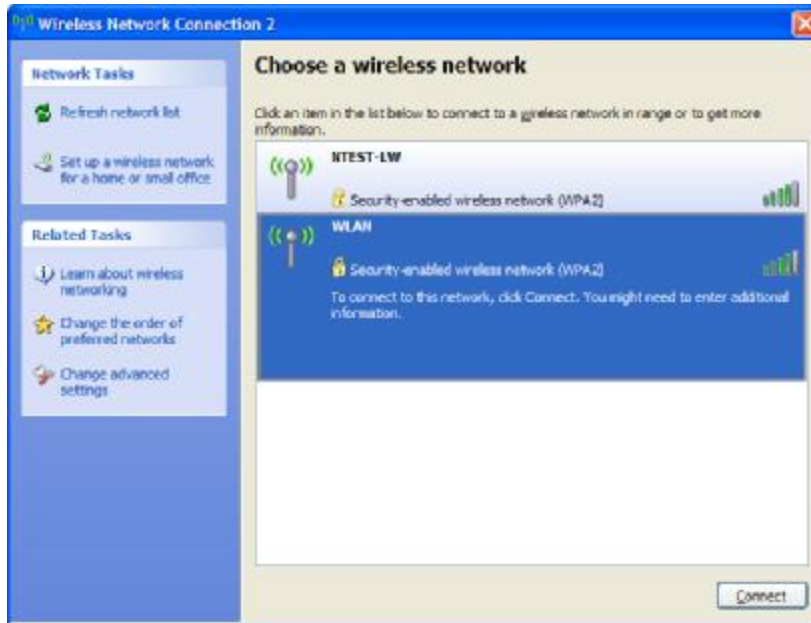 Wireless Network Connection 2
Network Tasks
Refresh network list
Set up a wireless network
for a home or small office
Related Tasks
Learn about wireless
networking
Change the order of
preferred networks
Change advanced
settings
Choose a wireless network
Click an item in the list below to connect to a wireless network in range or to get more
information.
NTEST-LW
Security-enabled wireless network (WPA2)
WLAN
Security-enabled wireless network (WPA2)
To connect to this network, click Connect. You might need to enter additional
information.
Connect